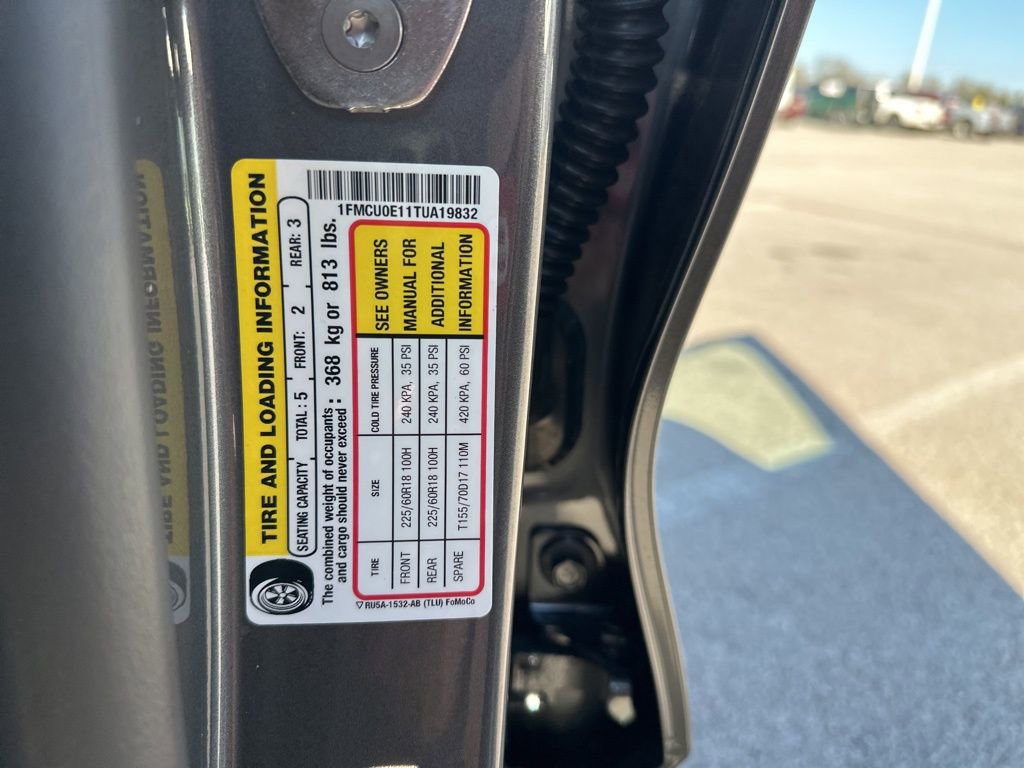 1FMCU0E11TUA19832
TIRE AND LOADING INFORMATION
SEATING CAPACITY TOTAL : 5 FRONT: 2 REAR: 3
The combined weight of occupants
and cargo should never exceed : 368 kg or 813 lbs.
TIRE SIZE COLD TIRE PRESSURE
FRONT 225/60R18 100H 240 KPA, 35 PSI
REAR 225/60R18 100H 240 KPA, 35 PSI
SPARE T155/70D17 110M 420 KPA, 60 PSI
SEE OWNERS
MANUAL FOR
ADDITIONAL
INFORMATION
RU5A-1532-AB (TLU) FoMoCo